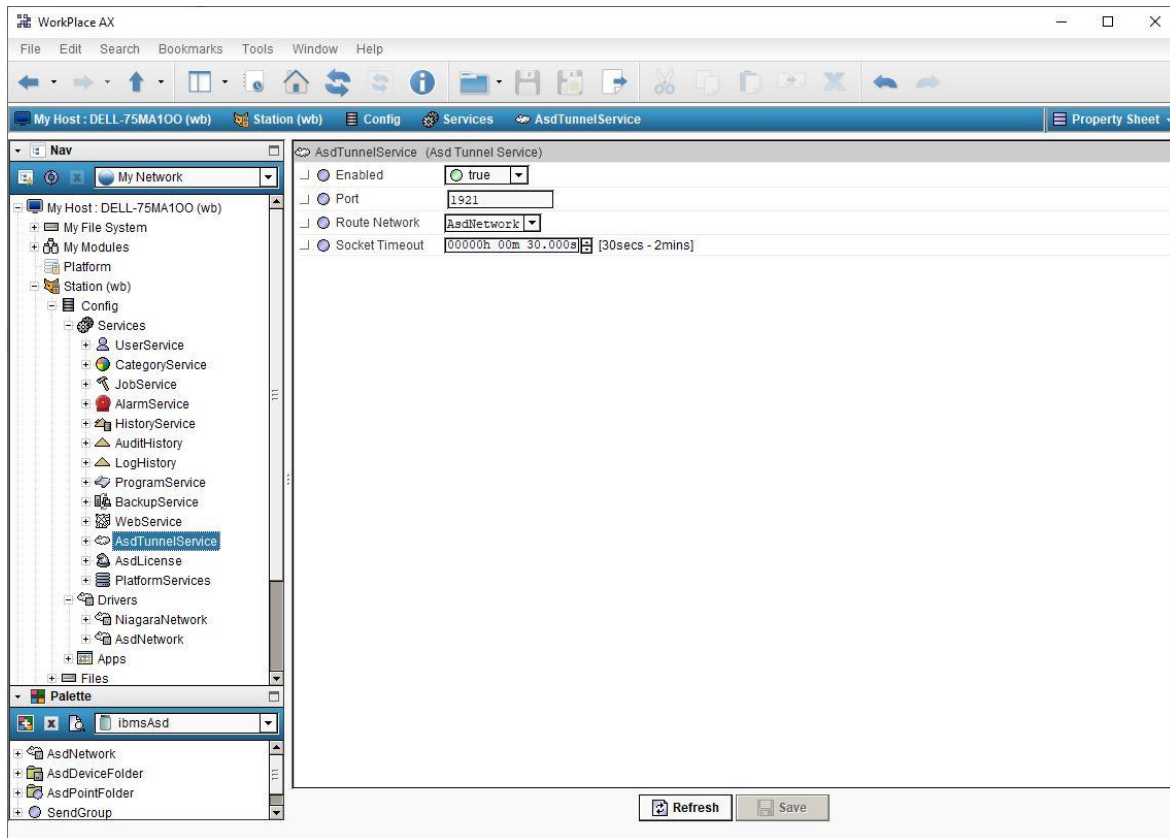 WorkPlace AX
File Edit Search Bookmarks Tools Window Help
My Host : DELL-75MA1OO (wb) Station (wb) Config Services AsdTunnelService Property Sheet
Nav
My Network
My Host : DELL-75MA1OO (wb)
My File System
My Modules
Platform
Station (wb)
Config
Services
UserService
CategoryService
JobService
AlarmService
HistoryService
AuditHistory
LogHistory
ProgramService
BackupService
WebService
AsdTunnelService
AsdLicense
PlatformServices
Drivers
NiagaraNetwork
AsdNetwork
Apps
Files
Palette
ibmsAsd
AsdNetwork
AsdDeviceFolder
AsdPointFolder
SendGroup
AsdTunnelService (Asd Tunnel Service)
Enabled true
Port 1921
Route Network AsdNetwork
Socket Timeout 00000h 00m 30.000s [30secs - 2mins]
Refresh Save